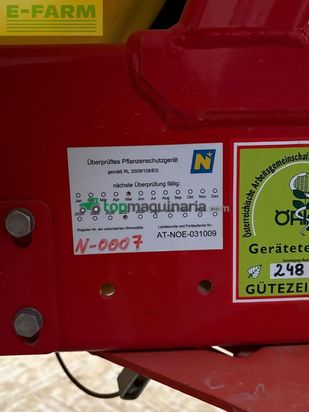 E-FARM
Überprüftes Pflanzenschutzgerät
gemäß RL 2009/128/EG
N
nächste Überprüfung fällig:
Jan Mär Apr Mai Jun Jul Aug Sep Okt Nov Dez
topmaquinaria.com
Register-Nr. der autorisierten Werkstätte:
Landescode und Fortlaufende Nr.:
N-0007
AT-NOE-031009
Österreichische Arbeitsgemeinschaft
Gerätete
248
GÜTEZEI